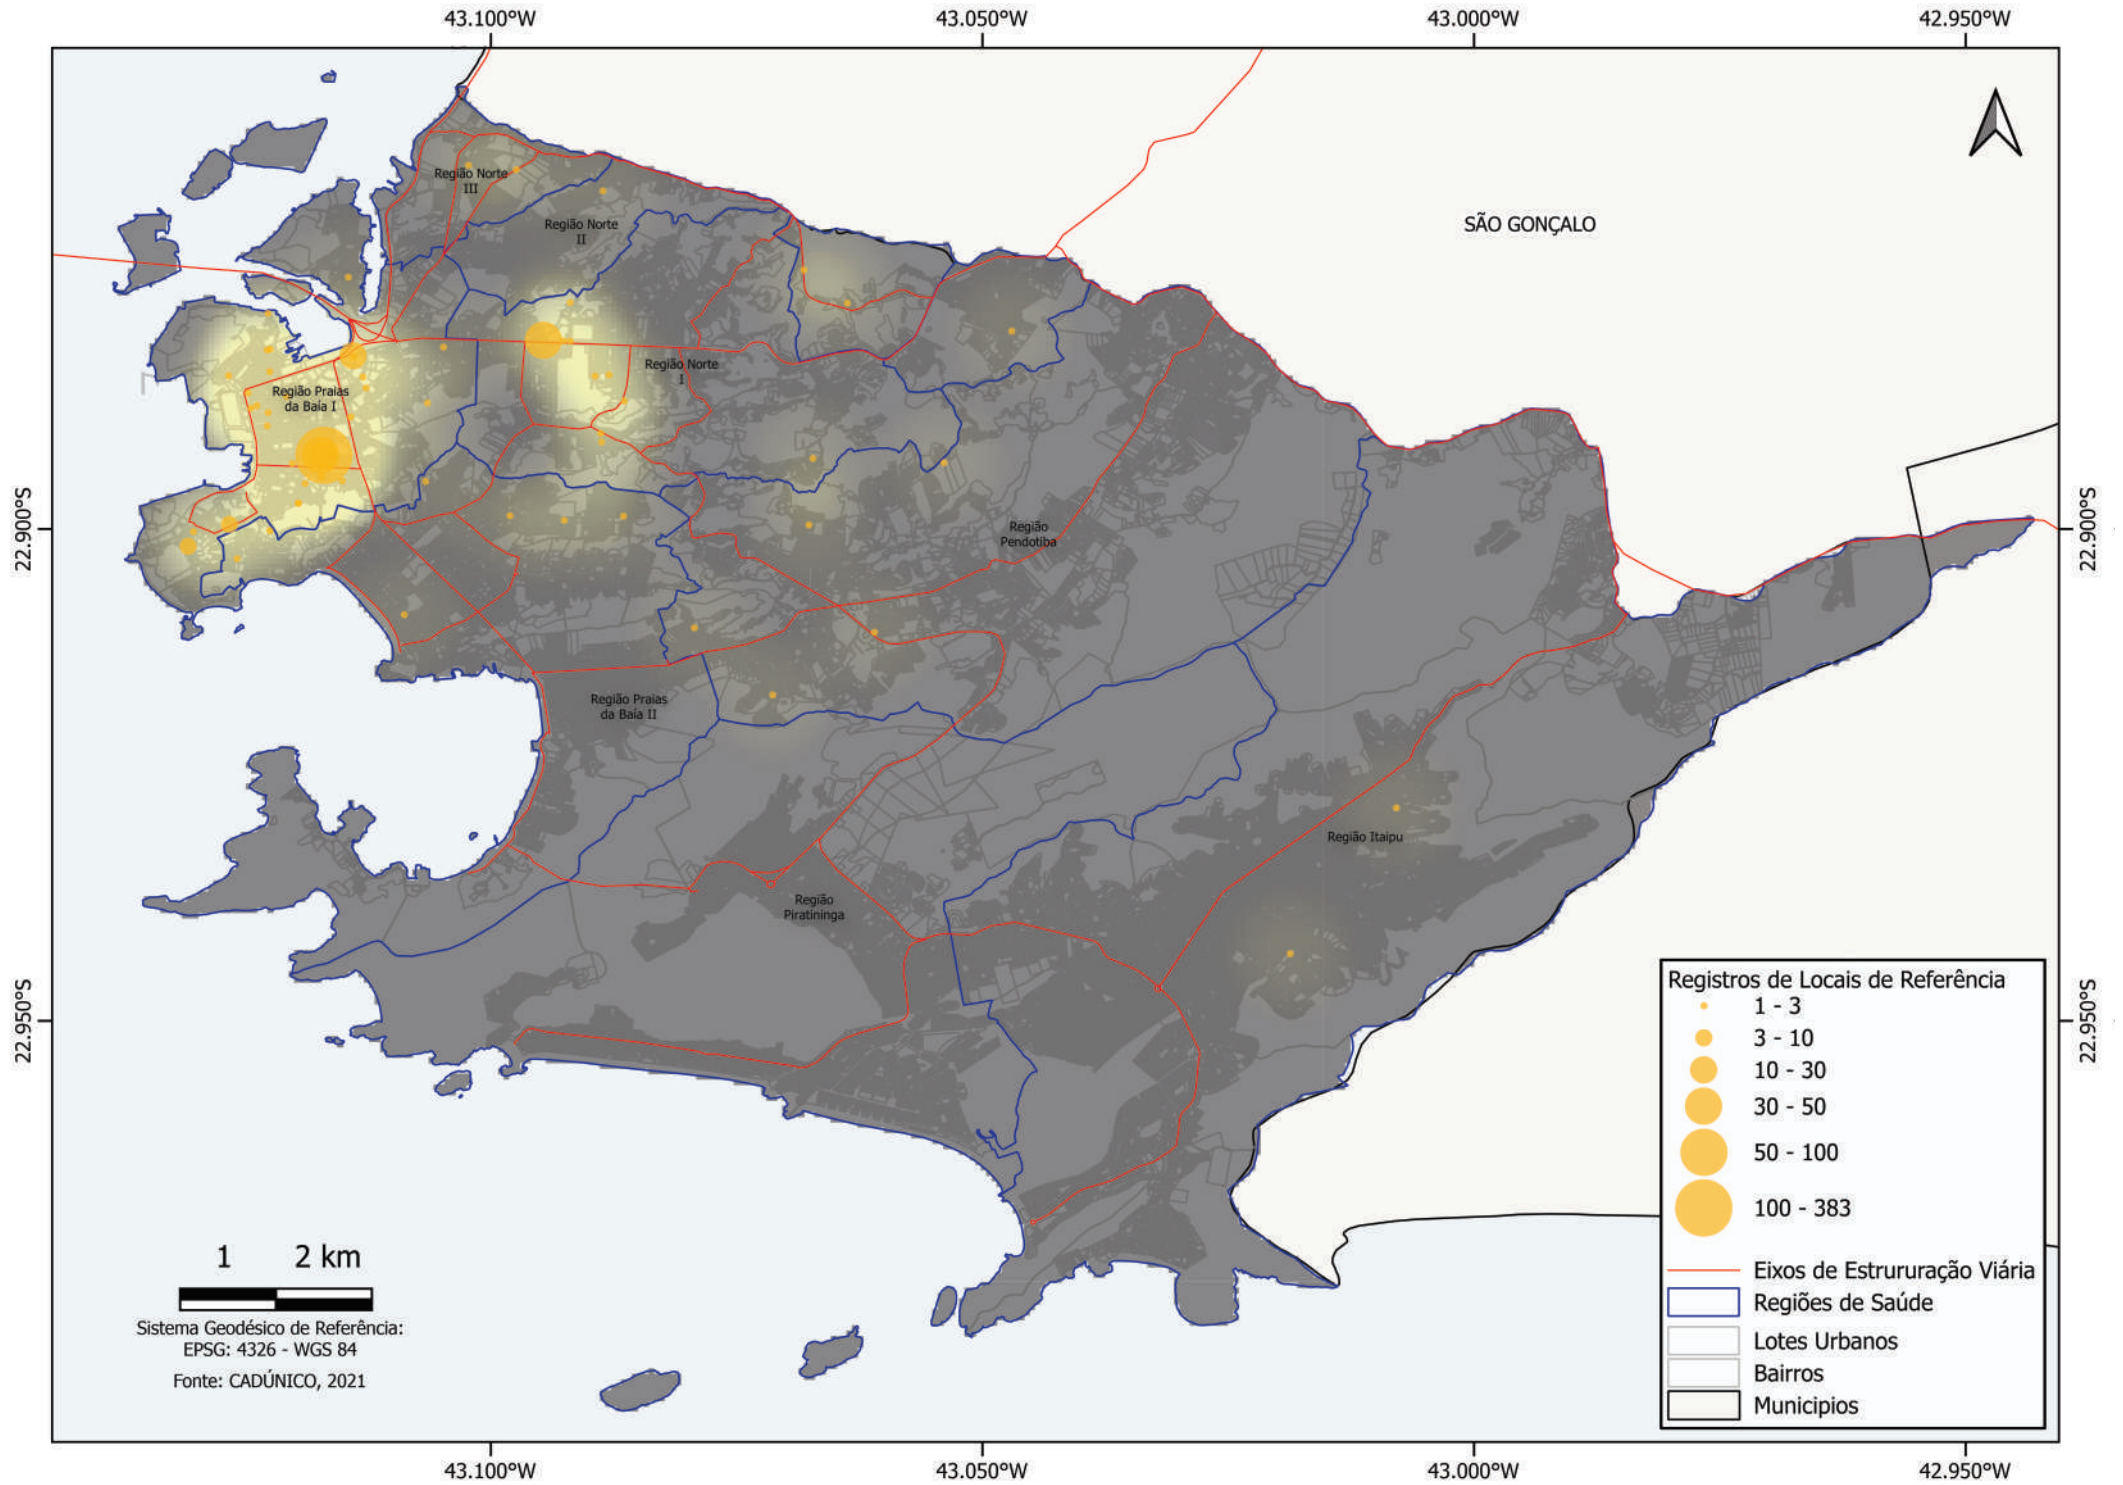 43.100°W
43.050°W
43.000°W
42.950°W
SÃO GONÇALO
Região Norte
III
Região Norte
II
Região Norte
I
Região Praias
da Baía I
22.900°S
22.900°S
Região
Pendotiba
Região Praias
da Baía II
Região Itaipu
Região
Piratininga
22.950°S
22.950°S
Registros de Locais de Referência
1 - 3
3 - 10
10 - 30
30 - 50
50 - 100
100 - 383
Eixos de Estrururação Viária
Regiões de Saúde
Lotes Urbanos
Bairros
Municipios
1 2 km
Sistema Geodésico de Referência:
EPSG: 4326 - WGS 84
Fonte: CADÚNICO, 2021
43.100°W
43.050°W
43.000°W
42.950°W